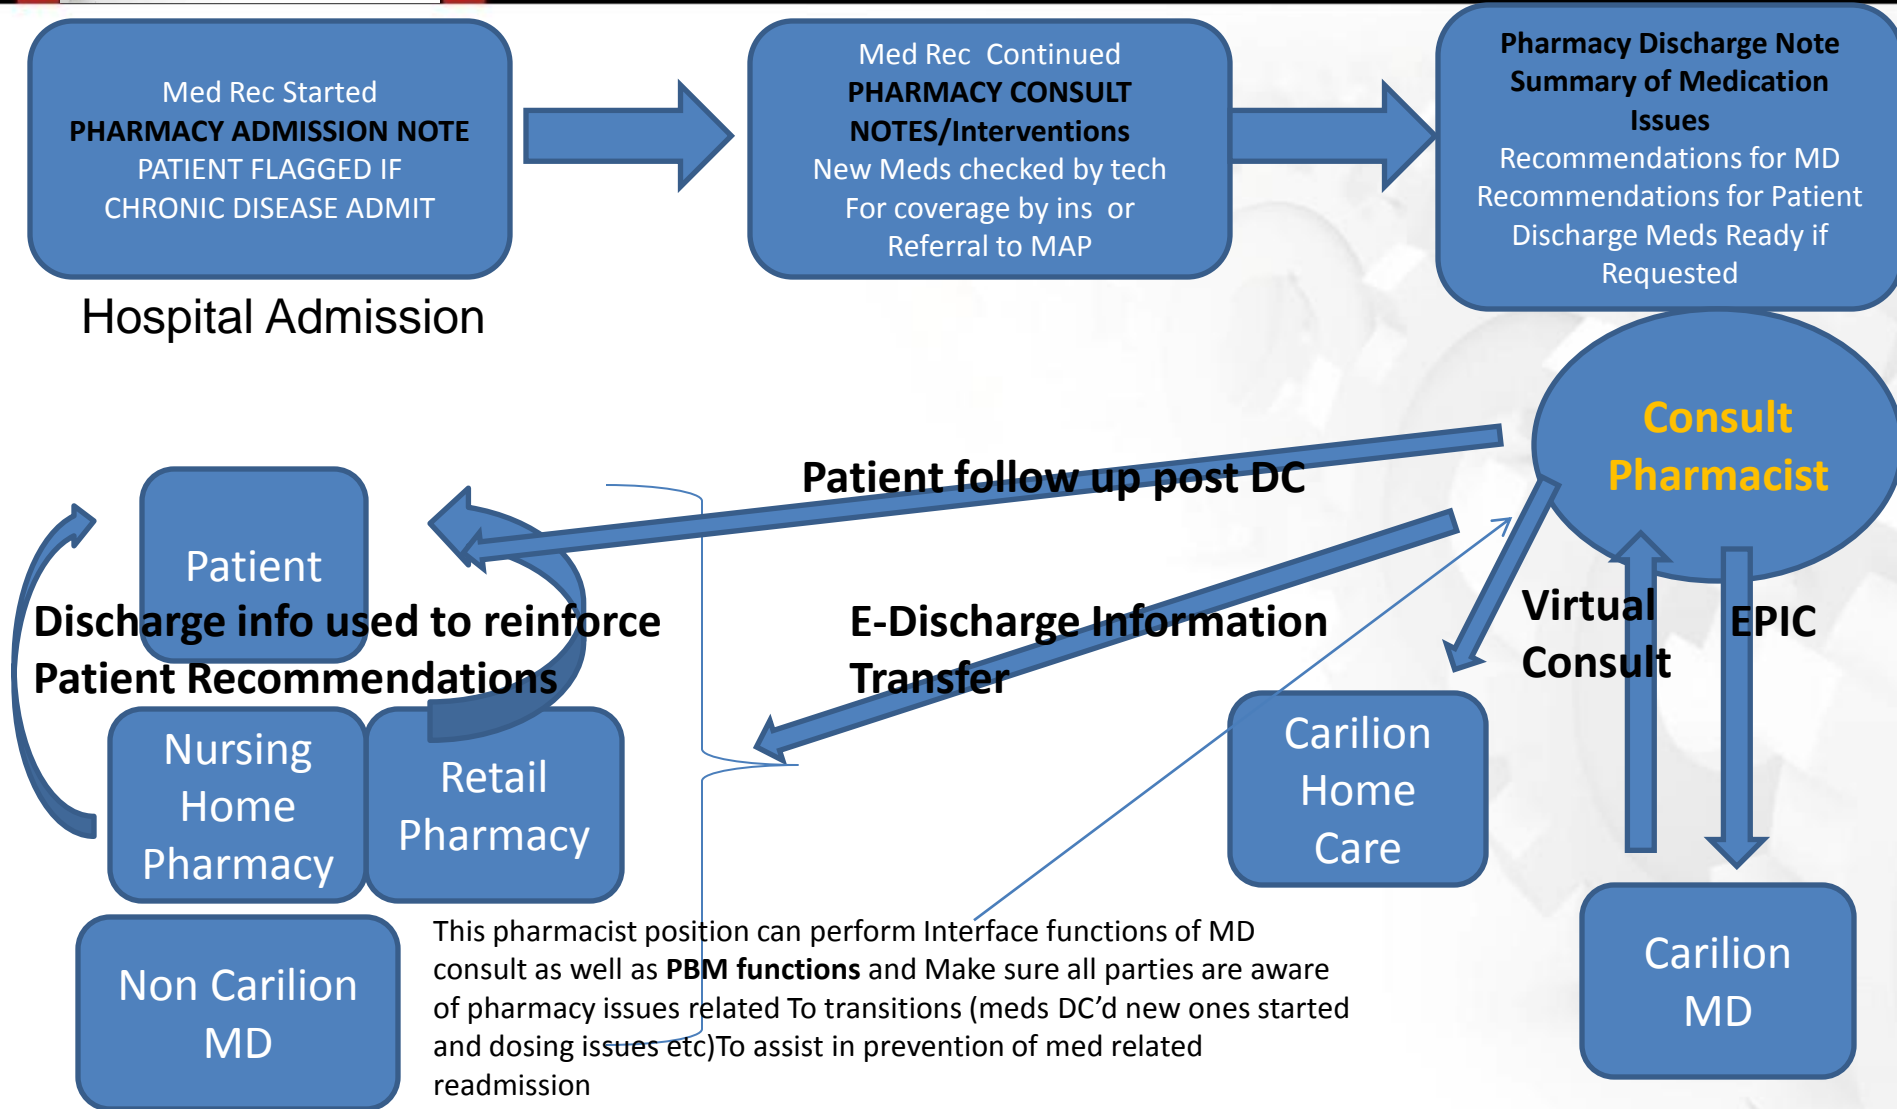 Med Rec Started
PHARMACY ADMISSION NOTE
PATIENT FLAGGED IF
CHRONIC DISEASE ADMIT
Med Rec Continued
PHARMACY CONSULT
NOTES/Interventions
New Meds checked by tech
For coverage by ins or
Referral to MAP
Pharmacy Discharge Note
Summary of Medication
Issues
Recommendations for MD
Recommendations for Patient
Discharge Meds Ready if
Requested
Hospital Admission
Consult
Pharmacist
Patient follow up post DC
Patient
Discharge info used to reinforce
Patient Recommendations
E-Discharge Information
Transfer
Virtual
Consult
EPIC
Nursing
Home
Pharmacy
Retail
Pharmacy
Carilion
Home
Care
Non Carilion
MD
This pharmacist position can perform Interface functions of MD
consult as well as PBM functions and Make sure all parties are aware
of pharmacy issues related To transitions (meds DC’d new ones started
and dosing issues etc)To assist in prevention of med related
readmission
Carilion
MD